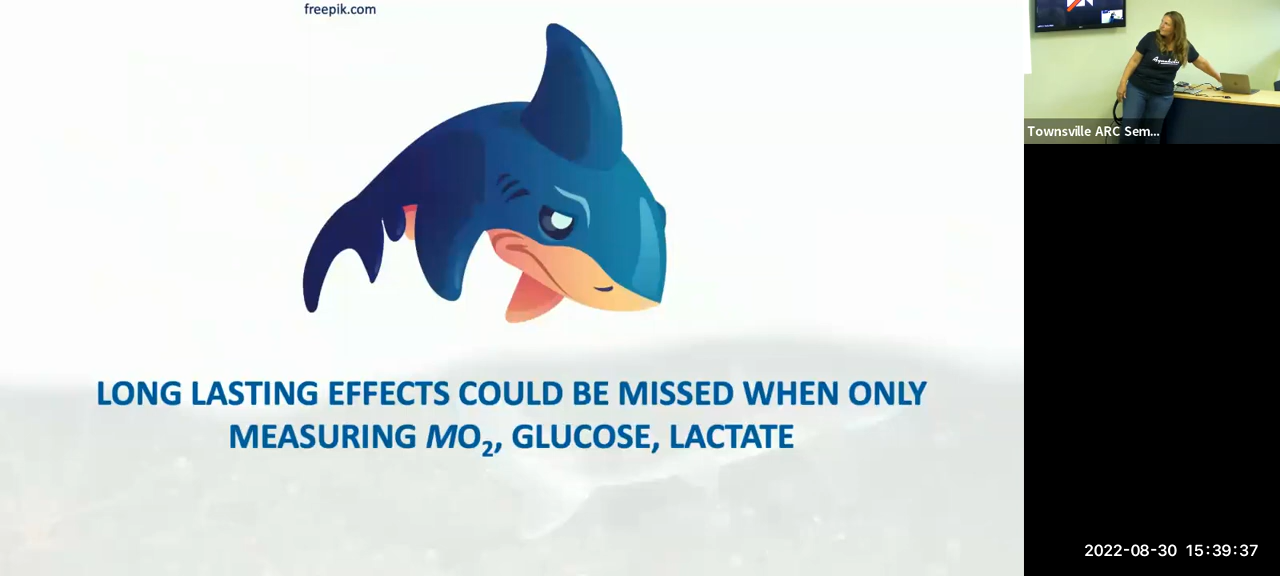 freepik.com
LONG LASTING EFFECTS COULD BE MISSED WHEN ONLY
MEASURING MO₂, GLUCOSE, LACTATE
Townsville ARC Sem...
2022-08-30 15:39:37